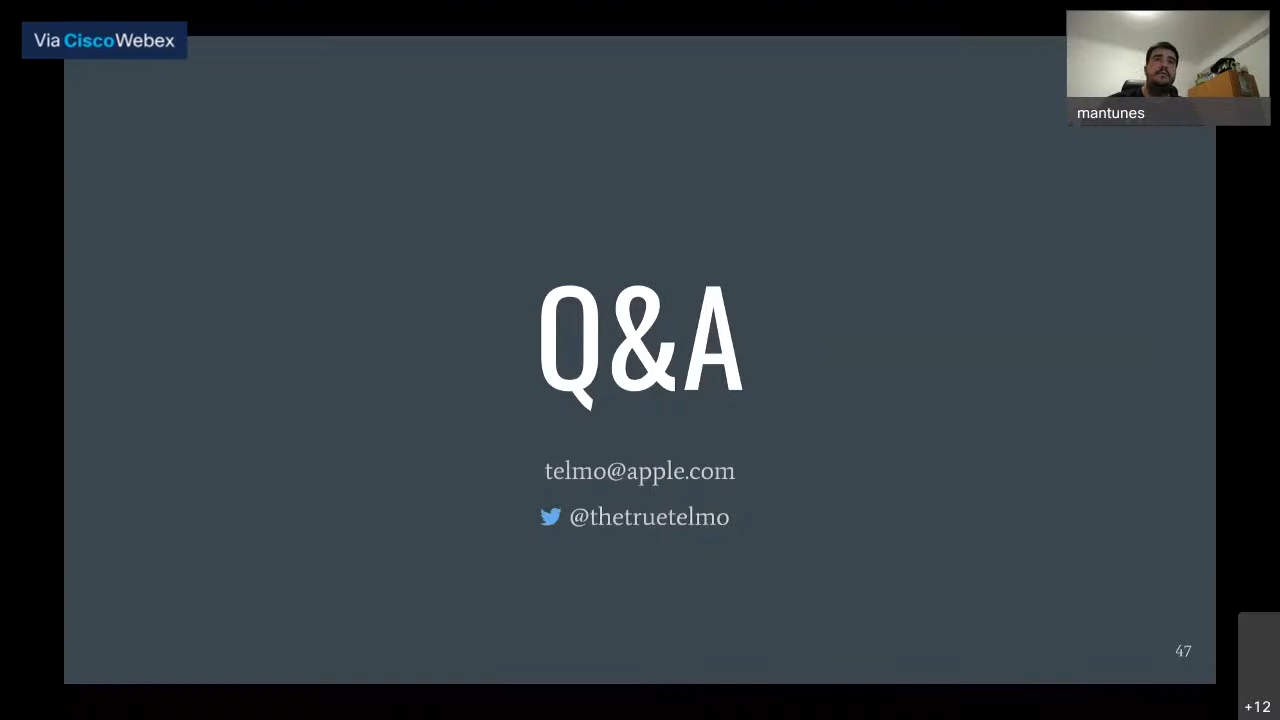 Via CiscoWebex
mantunes
Q&A
telmo@apple.com
@thetruetelmo
47
+12